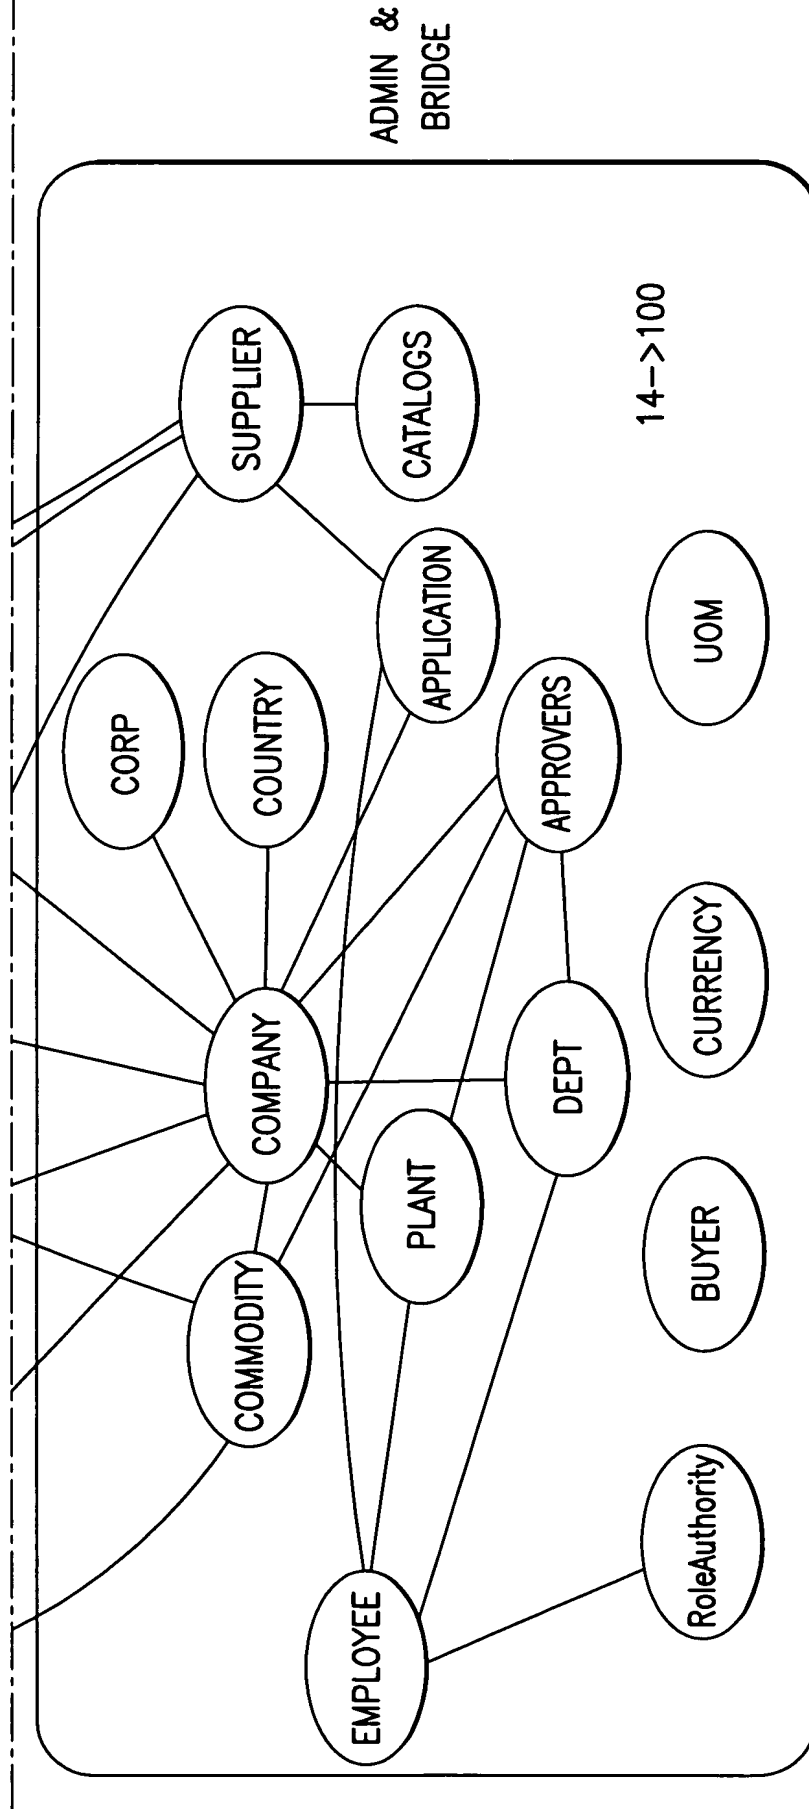 ADMIN &
BRIDGE
CORP
SUPPLIER
COMMODITY
COMPANY
COUNTRY
EMPLOYEE
PLANT
APPLICATION
CATALOGS
DEPT
APPROVERS
14->100
RoleAuthority
BUYER
CURRENCY
UOM